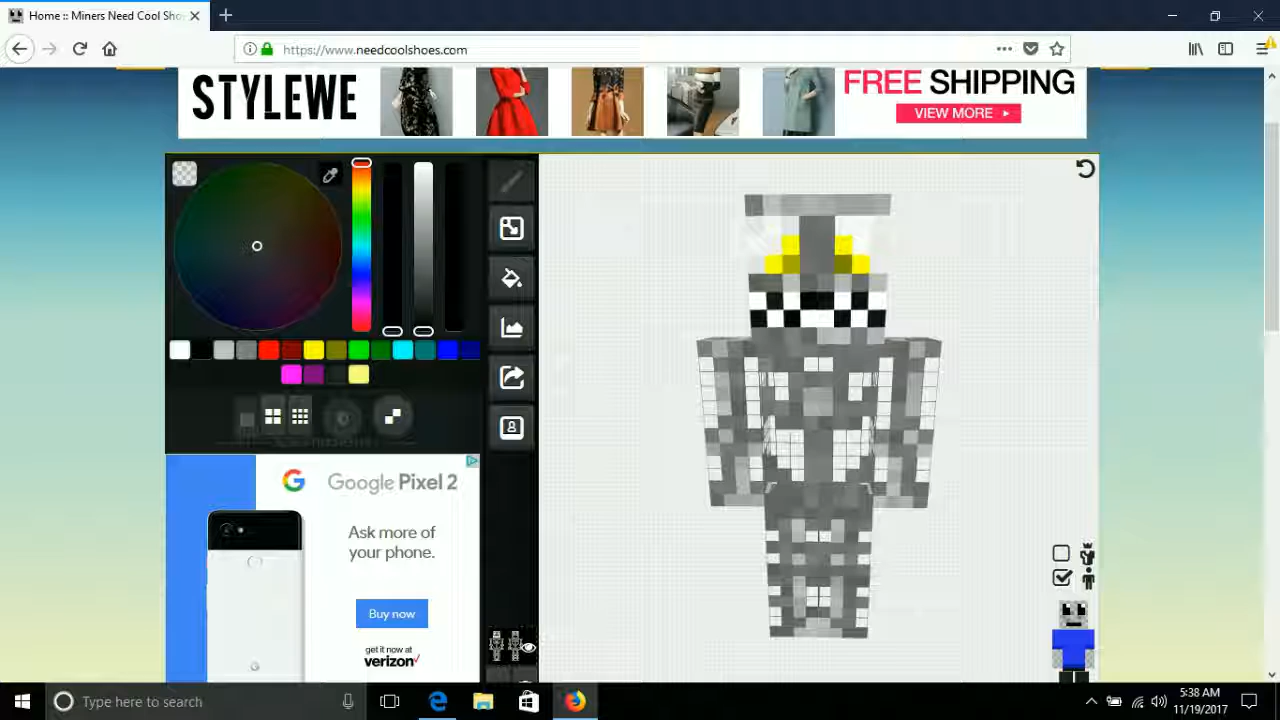 Home :: Miners Need Cool Sho
https://www.needcoolshoes.com
STYLEWE
FREE SHIPPING
VIEW MORE
Google Pixel 2
Ask more of
your phone.
Buy now
get it now at
verizon
Type here to search
5:38 AM
11/19/2017